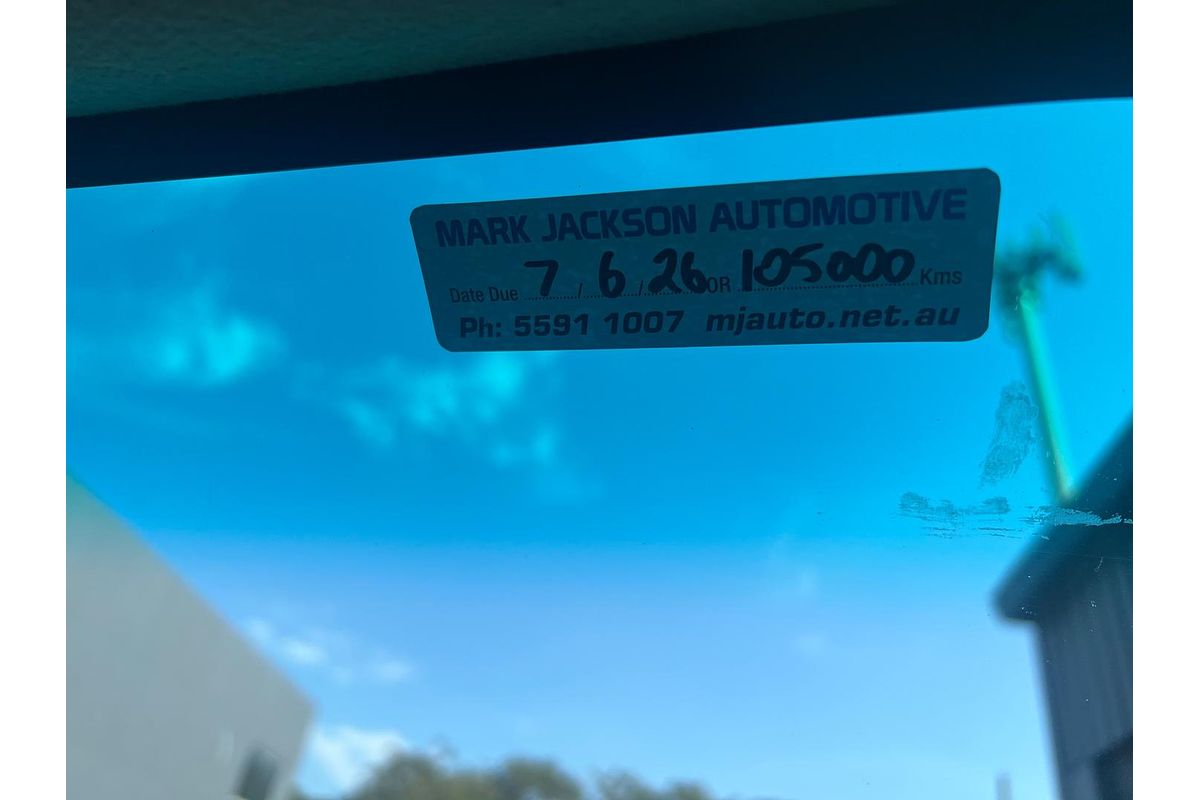 MARK JACKSON AUTOMOTIVE
Date Due 7 / 6 / 26 OR 105000 Kms
Ph: 5591 1007 mjauto.net.au